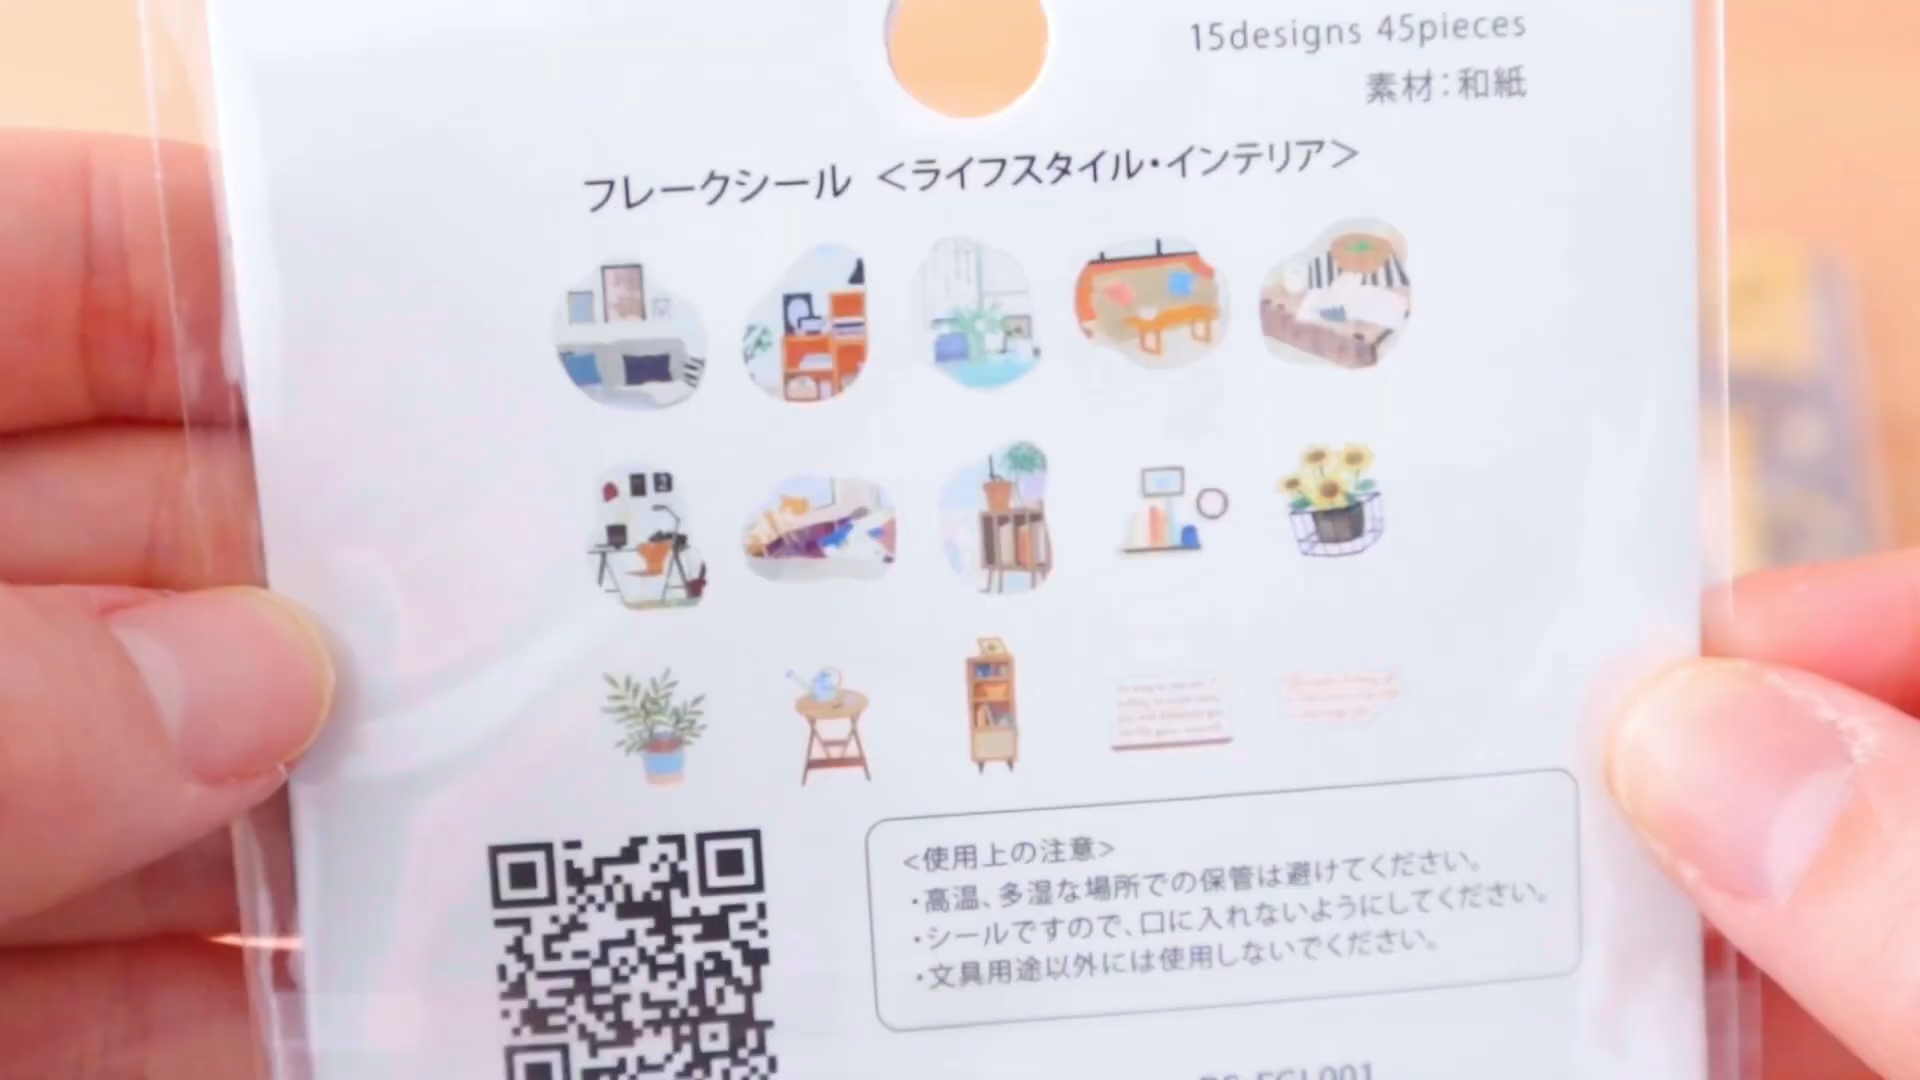 15designs 45pieces
素材：和紙
フレークシール ＜ライフスタイル・インテリア＞
<使用上の注意>
・高温、多湿な場所での保管は避けてください。
・シールですので、口に入れないようにしてください。
・文具用途以外には使用しないでください。